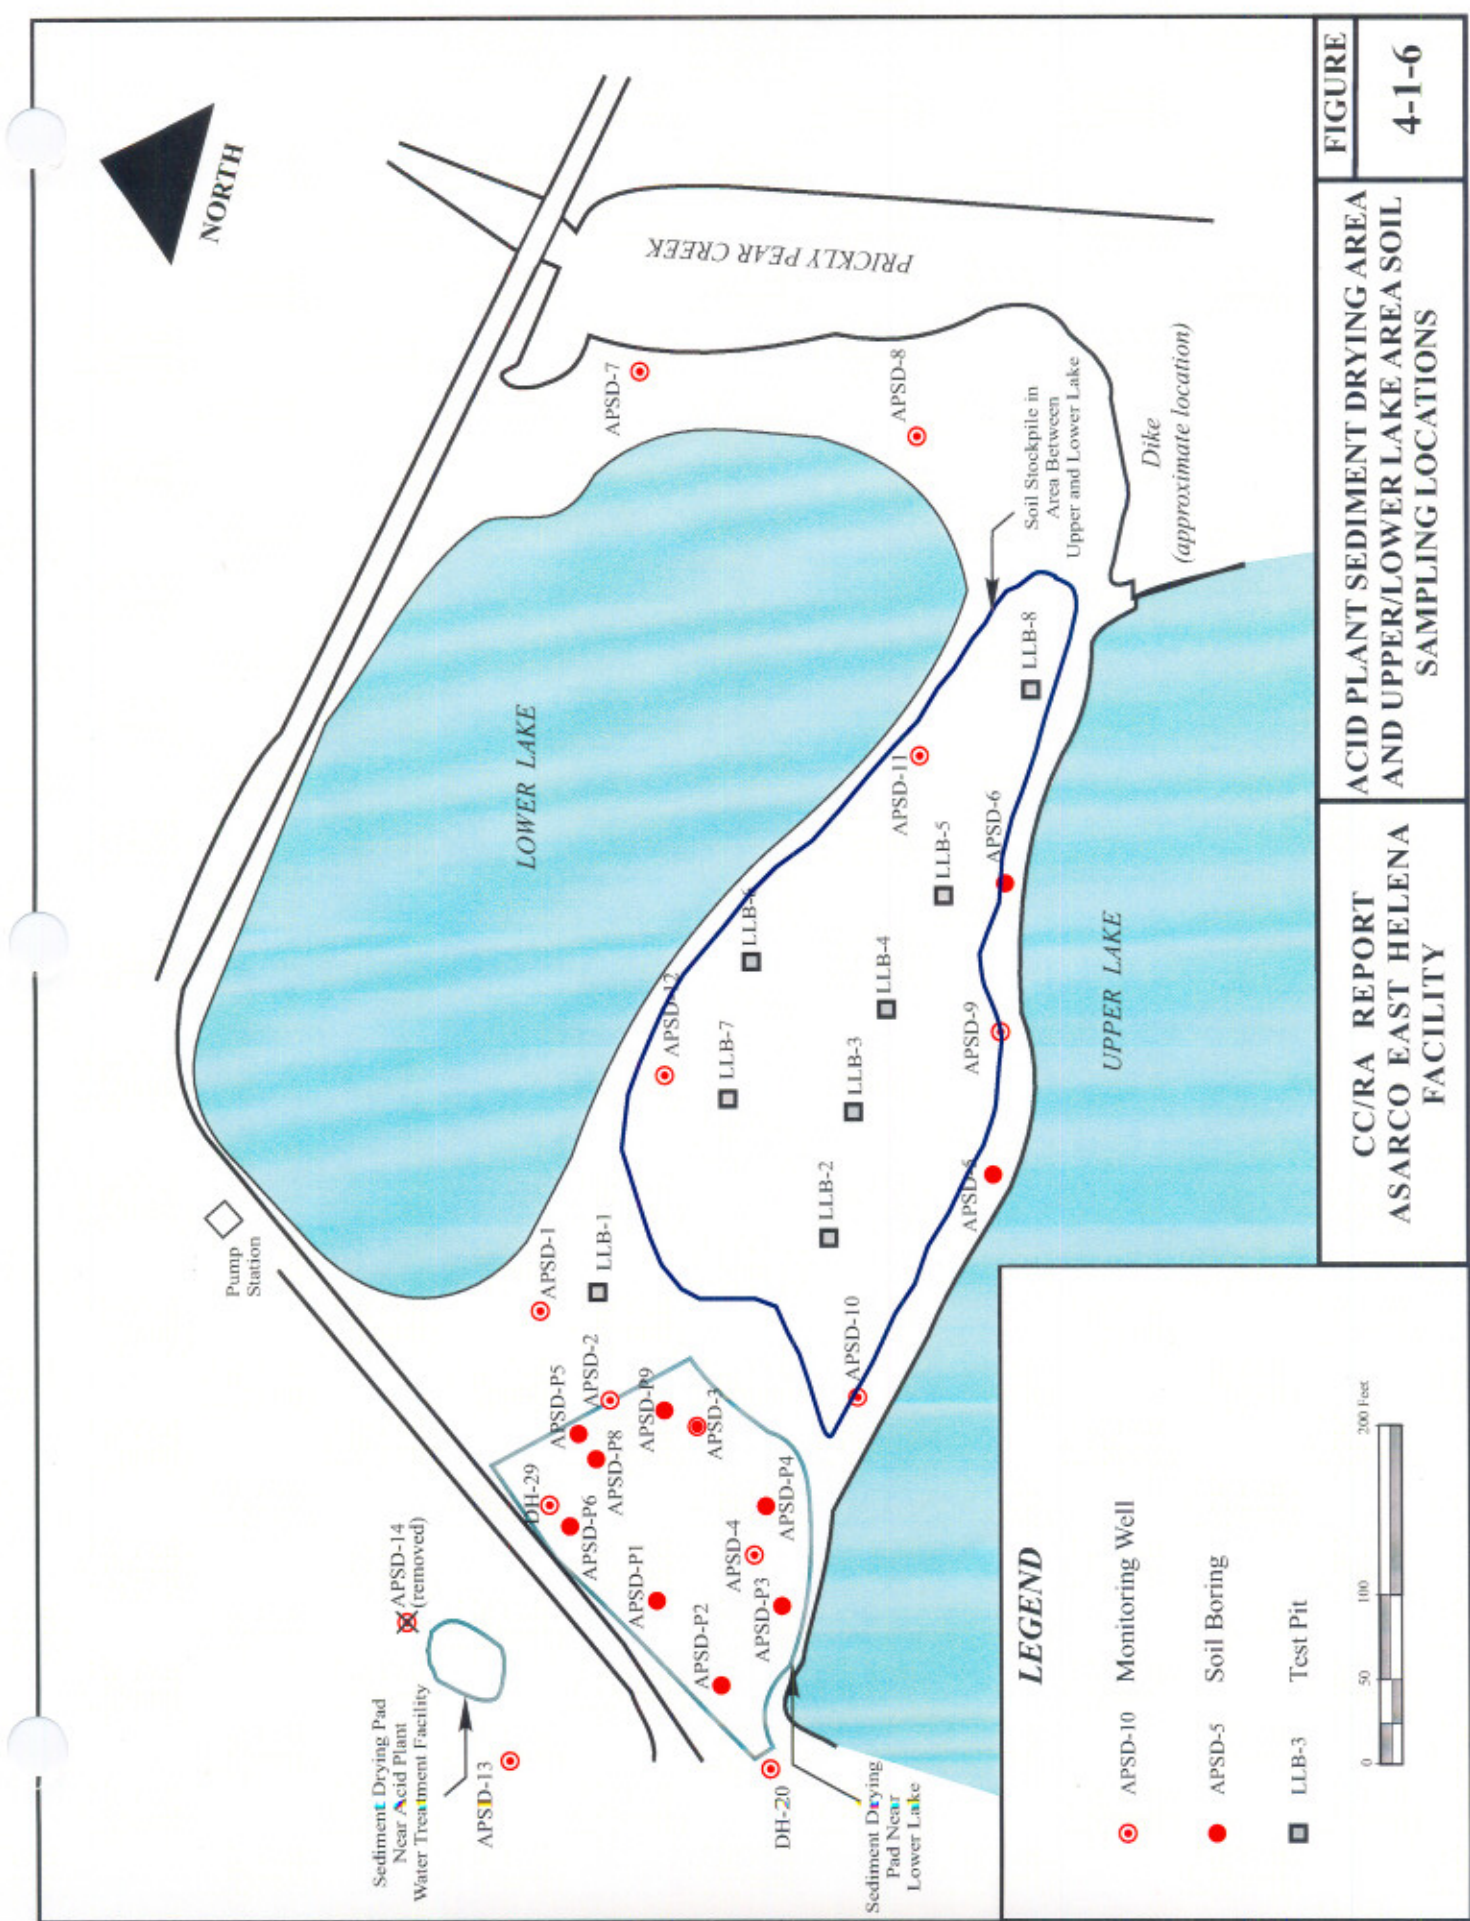 NORTH
PRICKLY PEAR CREEK
APSD-7
APSD-8
Soil Stockpile in
Area Between
Upper and Lower Lake
Dike
(approximate location)
LOWER LAKE
LLB-8
APSD-11
APSD-6
LLB-5
LLB-6
LLB-4
APSD-12
LLB-7
LLB-3
APSD-9
UPPER LAKE
LLB-2
APSD-5
Pump
Station
APSD-1
LLB-1
APSD-10
APSD-2
APSD-P5
APSD-P9
APSD-3
APSD-P8
DH-29
APSD-P6
APSD-P4
APSD-4
APSD-P1
APSD-P3
APSD-P2
APSD-14
(removed)
Sediment Drying Pad
Near Acid Plant
Water Treatment Facility
APSD-13
DH-20
Sediment Drying
Pad Near
Lower Lake
LEGEND
APSD-10 Monitoring Well
APSD-5 Soil Boring
LLB-3 Test Pit
0 50 100 200 Feet
CC/RA REPORT
ASARCO EAST HELENA
FACILITY
ACID PLANT SEDIMENT DRYING AREA
AND UPPER/LOWER LAKE AREA SOIL
SAMPLING LOCATIONS
FIGURE
4-1-6